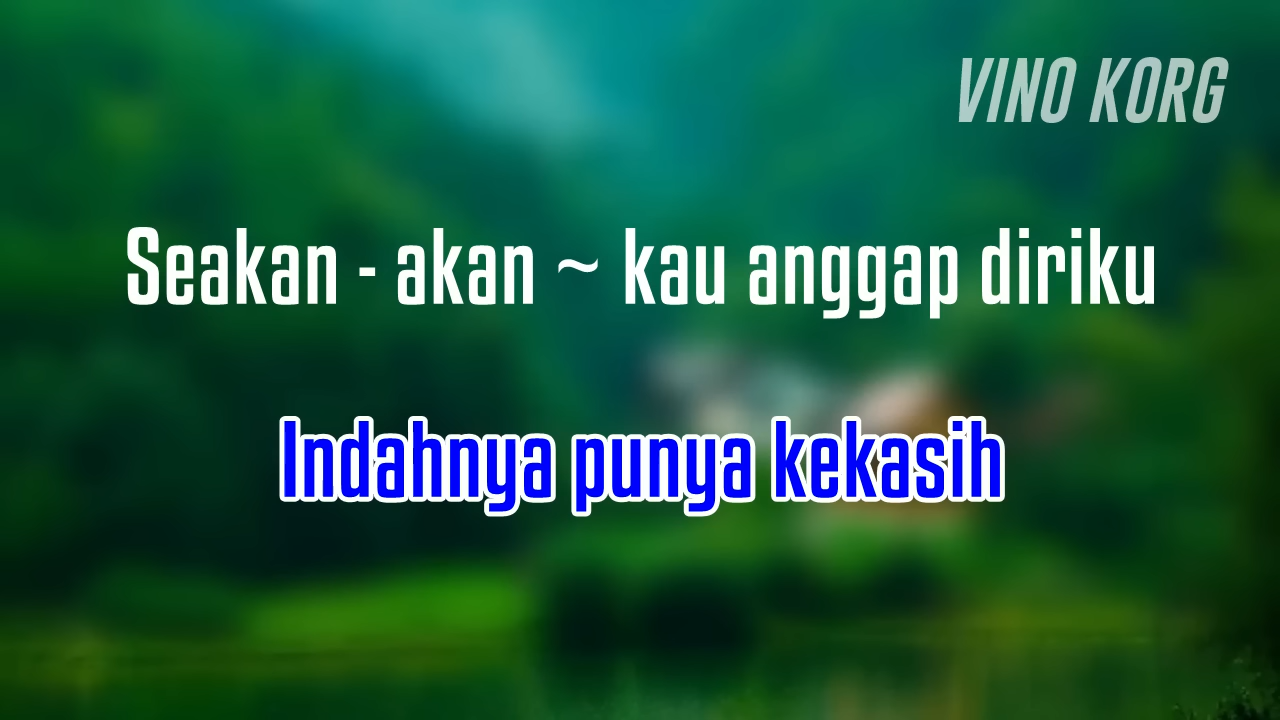 VINO KORG
Seakan - akan ~ kau anggap diriku
Indahnya punya kekasih